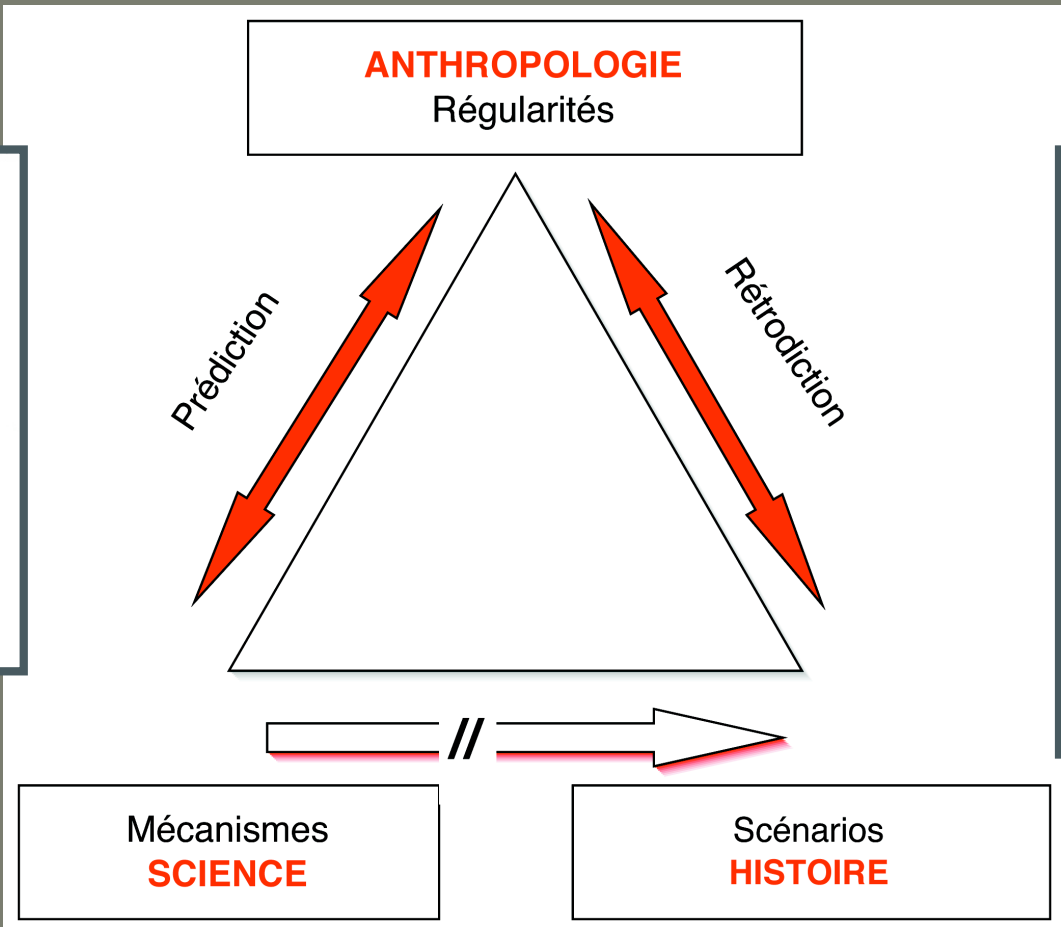 ANTHROPOLOGIE
Régularités
Prédiction
Rétrodiction
//
Mécanismes
SCIENCE
Scénarios
HISTOIRE